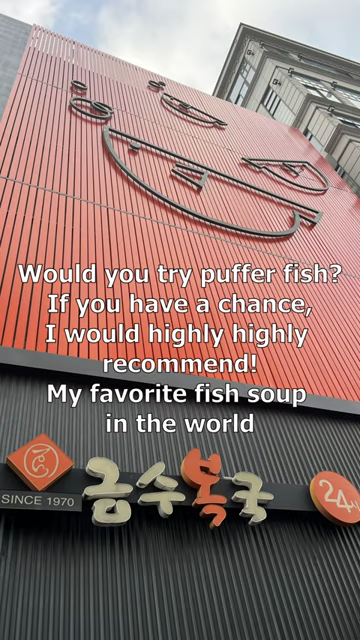 Would you try puffer fish?
If you have a chance,
I would highly highly
recommend!
My favorite fish soup
in the world
SINCE 1970
금수복국
24